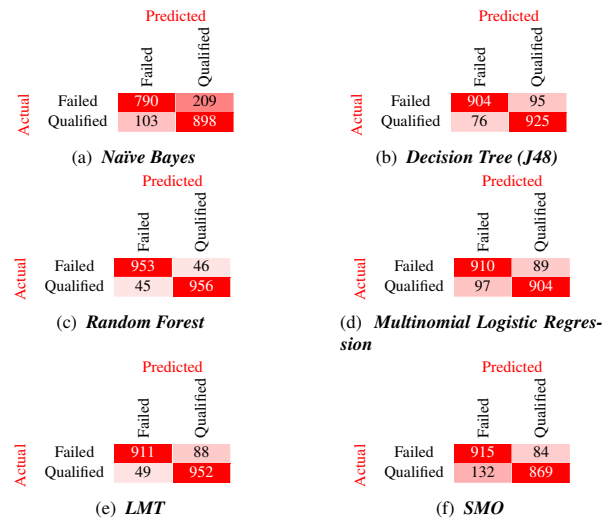 Predicted
Failed
Qualified
Actual
Failed 790 209
Qualified 103 898
(a) Naïve Bayes
Predicted
Failed
Qualified
Actual
Failed 904 95
Qualified 76 925
(b) Decision Tree (J48)
Predicted
Failed
Qualified
Actual
Failed 953 46
Qualified 45 956
(c) Random Forest
Predicted
Failed
Qualified
Actual
Failed 910 89
Qualified 97 904
(d) Multinomial Logistic Regres-
sion
Predicted
Failed
Qualified
Actual
Failed 911 88
Qualified 49 952
(e) LMT
Predicted
Failed
Qualified
Actual
Failed 915 84
Qualified 132 869
(f) SMO